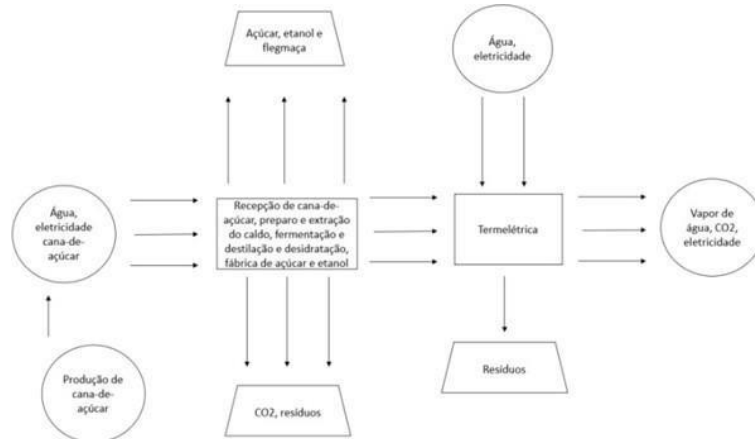 Açúcar, etanol e
flegmaça
Água,
eletricidade
Água,
eletricidade
cana-de-
açúcar
Recepção de cana-de-
açúcar, preparo e extração
do caldo, fermentação e
destilação e desidratação,
fábrica de açúcar e etanol
Termelétrica
Vapor de
água, CO2,
eletricidade
Produção de
cana-de-
açúcar
CO2, resíduos
Resíduos